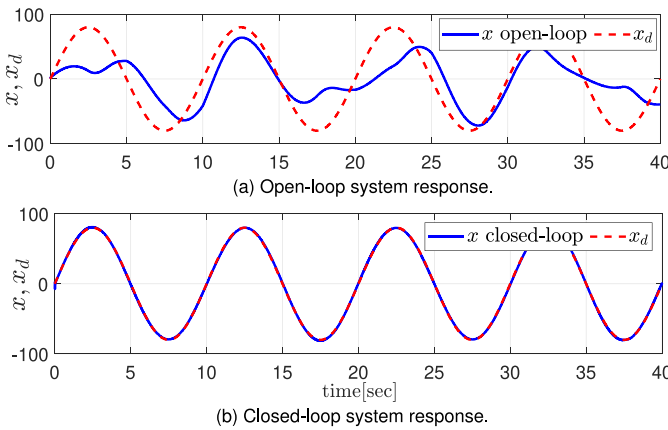 100
x open-loop x_d
x, x_d
0
-100
0 5 10 15 20 25 30 35 40
(a) Open-loop system response.
100
x closed-loop x_d
x, x_d
0
-100
0 5 10 15 20 25 30 35 40
time[sec]
(b) Closed-loop system response.